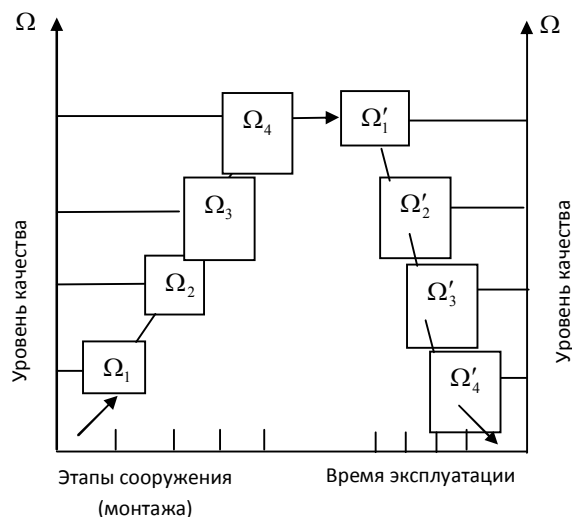 Ω
Ω
Ω₄
Ω′₁
Ω₃
Ω′₂
Ω₂
Ω′₃
Ω₁
Ω′₄
Уровень качества
Уровень качества
Этапы сооружения
(монтажа)
Время эксплуатации